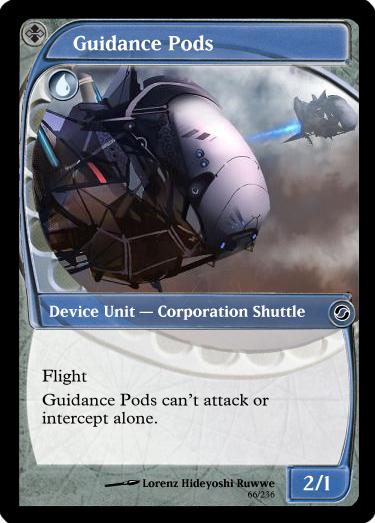 Guidance Pods
Device Unit — Corporation Shuttle
Flight
Guidance Pods can't attack or
intercept alone.
Lorenz Hideyoshi Ruwwe
66/236
2/1